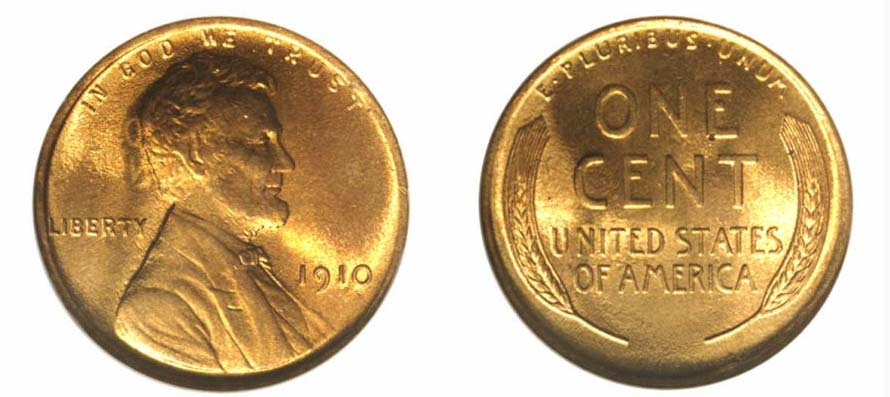 IN GOD WE TRUST
LIBERTY
1910
E·PLURIBUS·UNUM
ONE
CENT
UNITED STATES
OF AMERICA